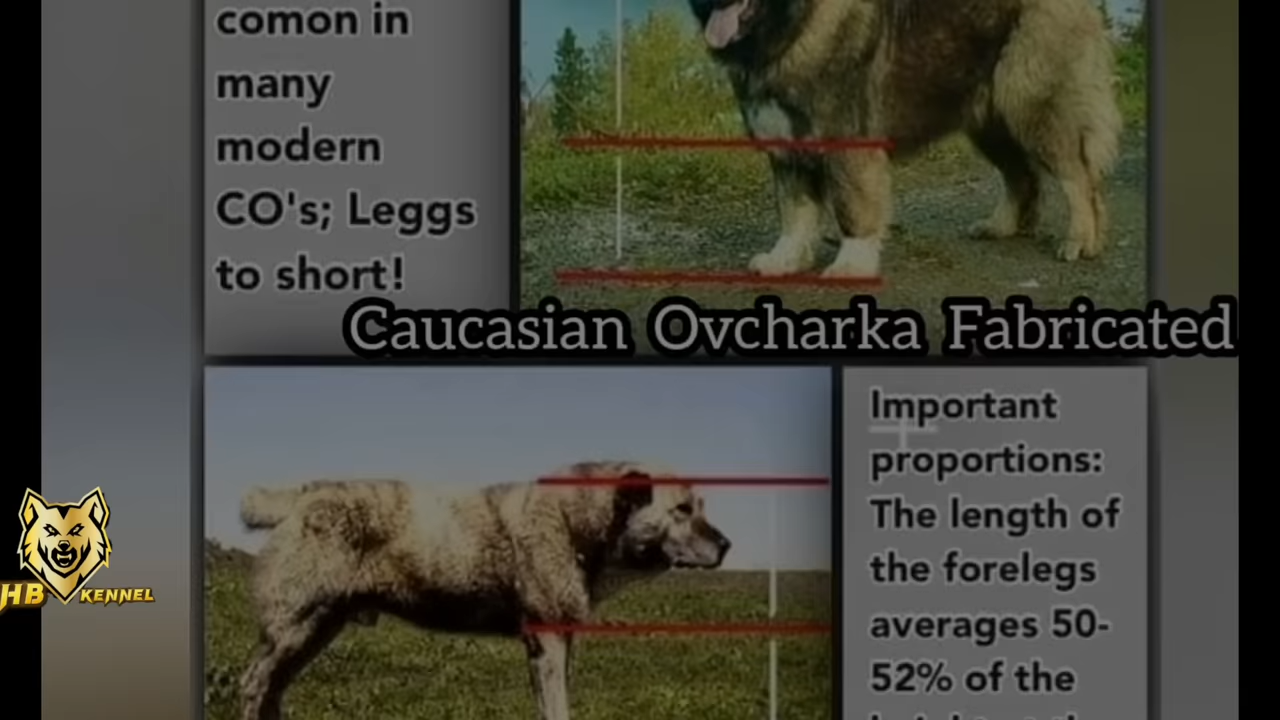 comon in
many
modern
CO's; Leggs
to short!
Caucasian Ovcharka Fabricated
Important
proportions:
The length of
the forelegs
averages 50-
52% of the
HB KENNEL